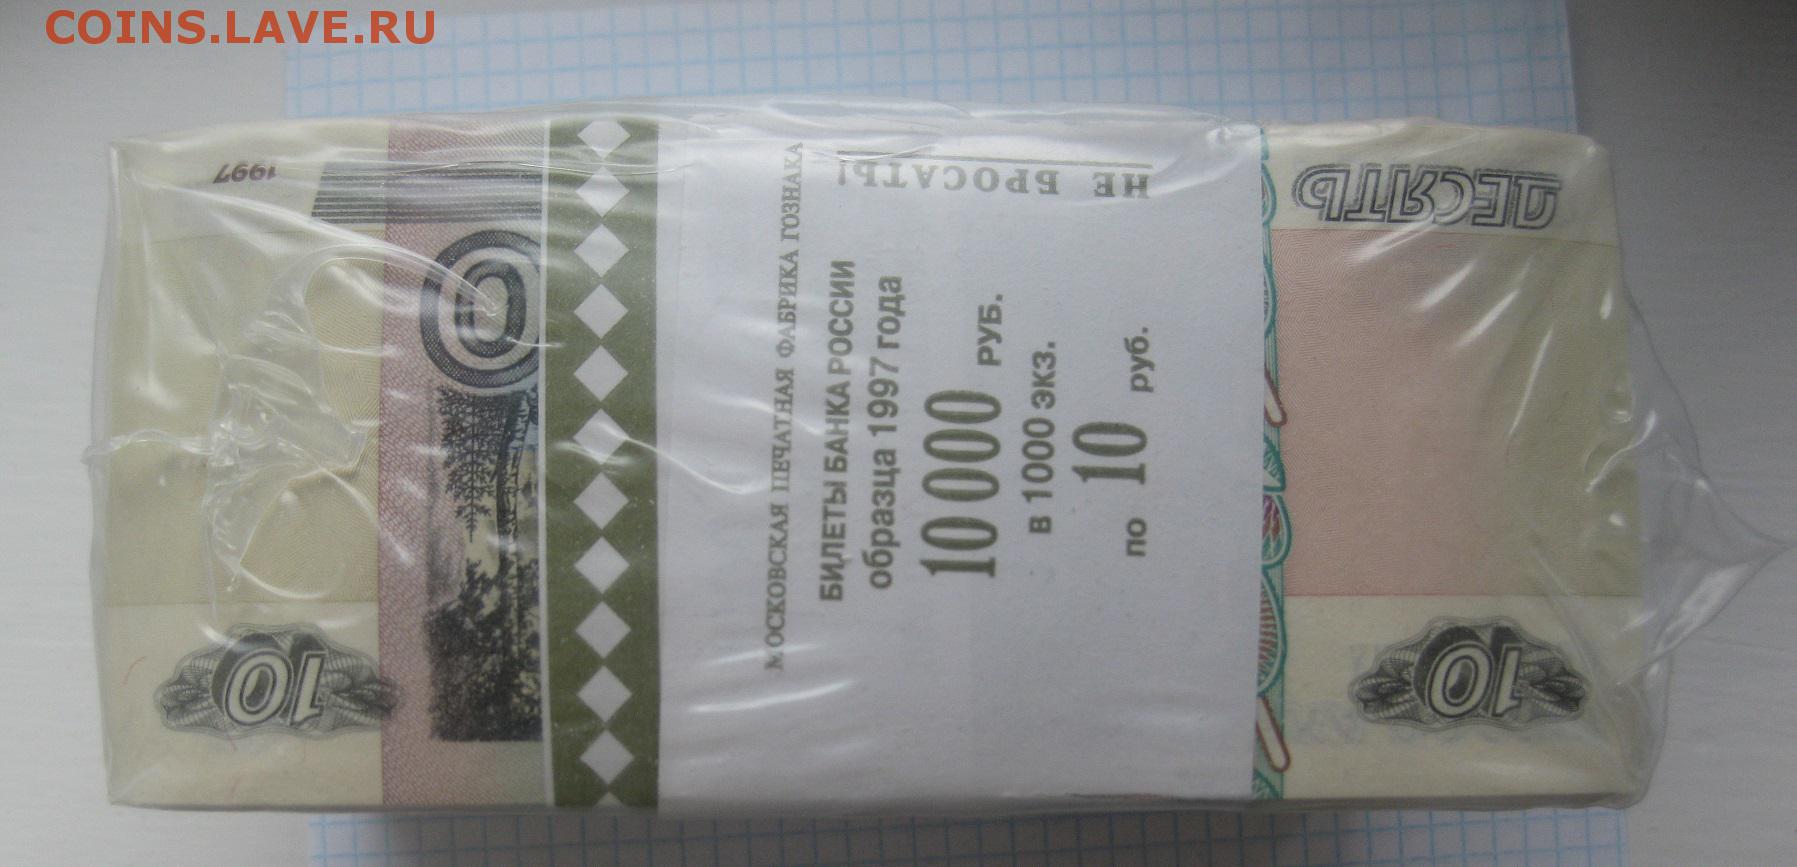 COINS.LAVE.RU
МОСКОВСКАЯ ПЕЧАТНАЯ ФАБРИКА ГОЗНАКА
НЕ БРОСАТЬ!
БИЛЕТЫ БАНКА РОССИИ
образца 1997 года
10 000 РУБ.
в 1000 экз.
по 10 руб.
1997
10
ДЕСЯТЬ
10